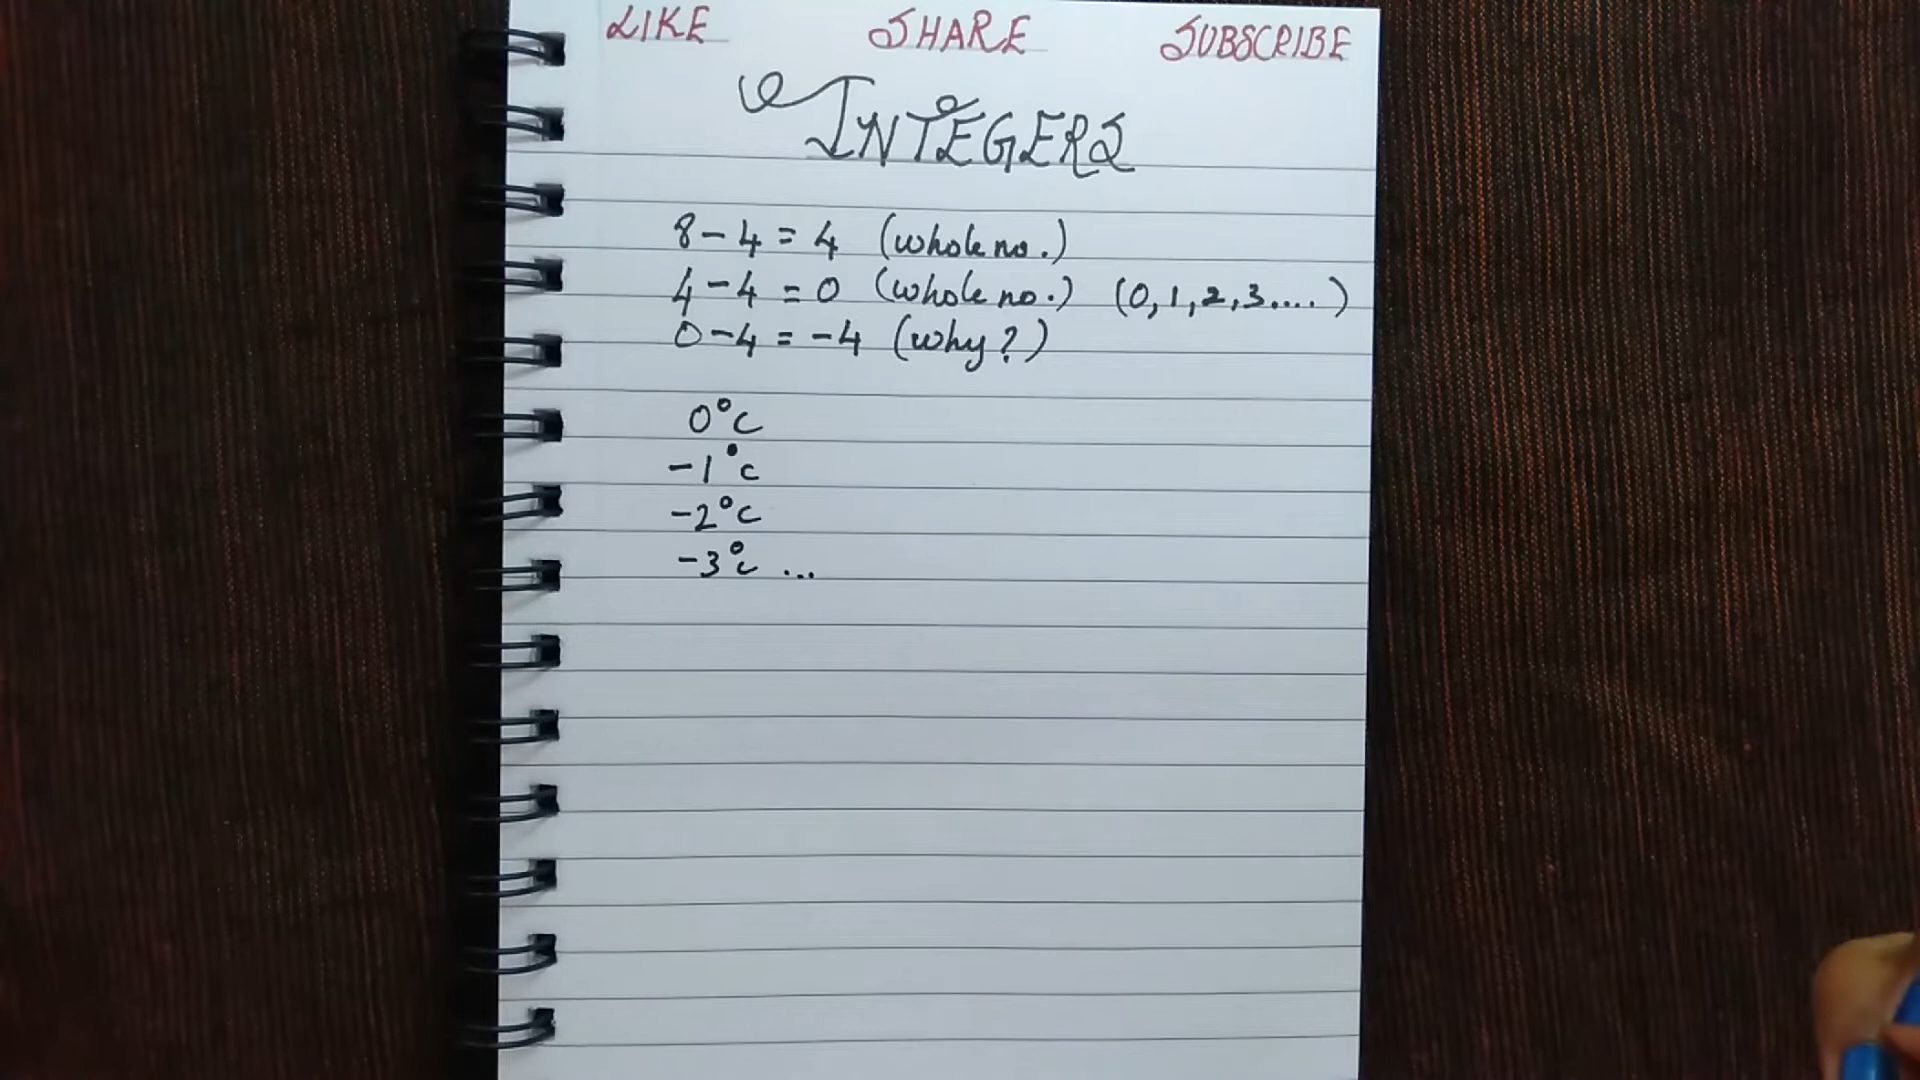 LIKE SHARE SUBSCRIBE
INTEGERS
8 - 4 = 4 (whole no.)
4 - 4 = 0 (whole no.) (0, 1, 2, 3....)
0 - 4 = -4 (why?)
0°C
-1°c
-2°c
-3°c ...